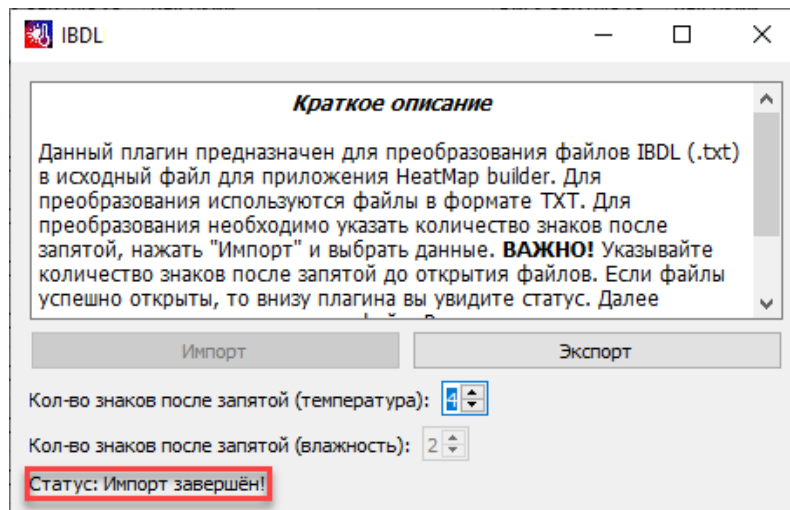 IBDL
Краткое описание
Данный плагин предназначен для преобразования файлов IBDL (.txt)
в исходный файл для приложения HeatMap builder. Для
преобразования используются файлы в формате TXT. Для
преобразования необходимо указать количество знаков после
запятой, нажать "Импорт" и выбрать данные. ВАЖНО! Указывайте
количество знаков после запятой до открытия файлов. Если файлы
успешно открыты, то внизу плагина вы увидите статус. Далее
Импорт Экспорт
Кол-во знаков после запятой (температура): 4
Кол-во знаков после запятой (влажность): 2
Статус: Импорт завершён!